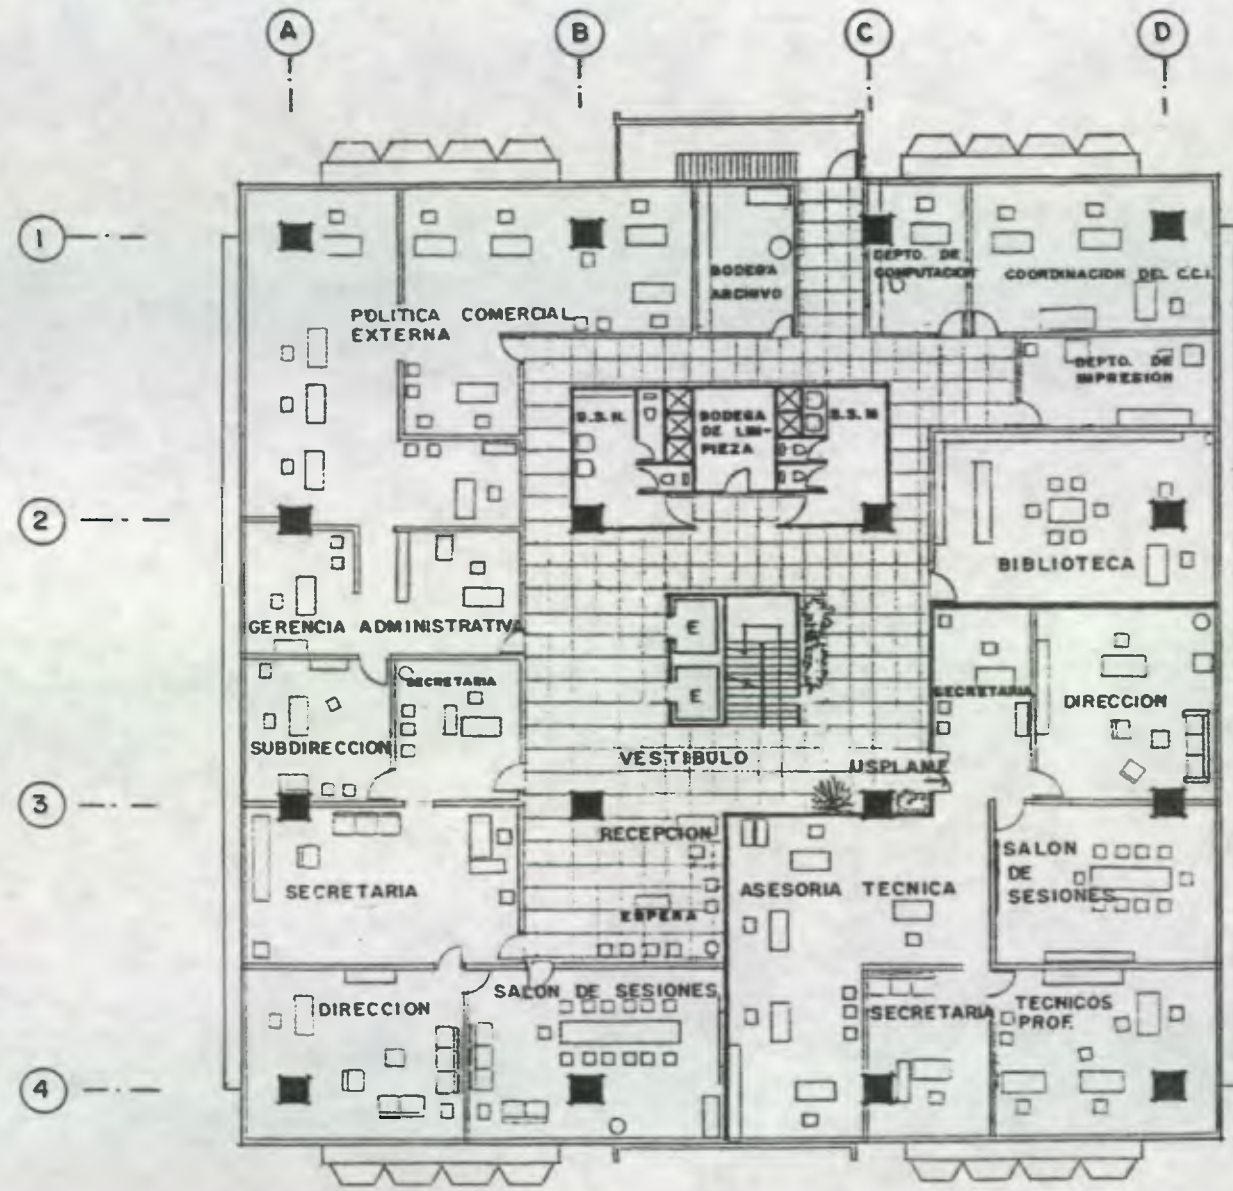 A B C D
1
BODEGA
ARCHIVO
DEPTO. DE
COMPUTACION
COORDINACION DEL C.C.I.
POLITICA COMERCIAL
EXTERNA
DEPTO. DE
IMPRESION
S.S.H.
BODEGA
DE LIM-
PIEZA
S.S.M
2
BIBLIOTECA
GERENCIA ADMINISTRATIVA
E
SECRETARIA
SUBDIRECCION
E
SECRETARIA
DIRECCION
VESTIBULO
USPLAME
3
RECEPCION
SECRETARIA
ESPERA
ASESORIA TECNICA
SALON
DE
SESIONES
DIRECCION
SALON DE SESIONES
SECRETARIA
TECNICOS
PROF.
4